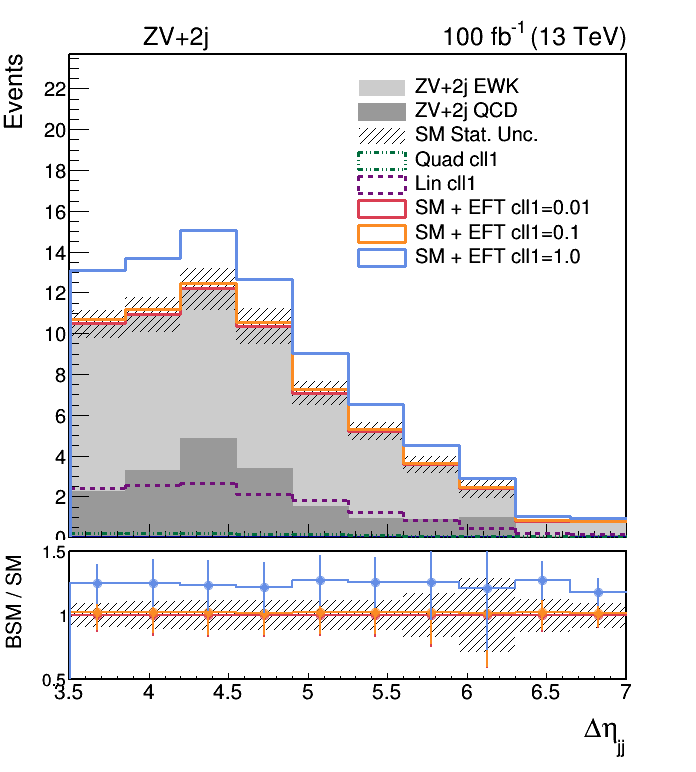 ZV+2j 100 fb⁻¹ (13 TeV)
Events
22
20
18
16
14
12
10
8
6
4
2
0
ZV+2j EWK
ZV+2j QCD
SM Stat. Unc.
Quad cll1
Lin cll1
SM + EFT cll1=0.01
SM + EFT cll1=0.1
SM + EFT cll1=1.0
BSM / SM
1.5
1
0.5
3.5 4 4.5 5 5.5 6 6.5 7
Δη_jj